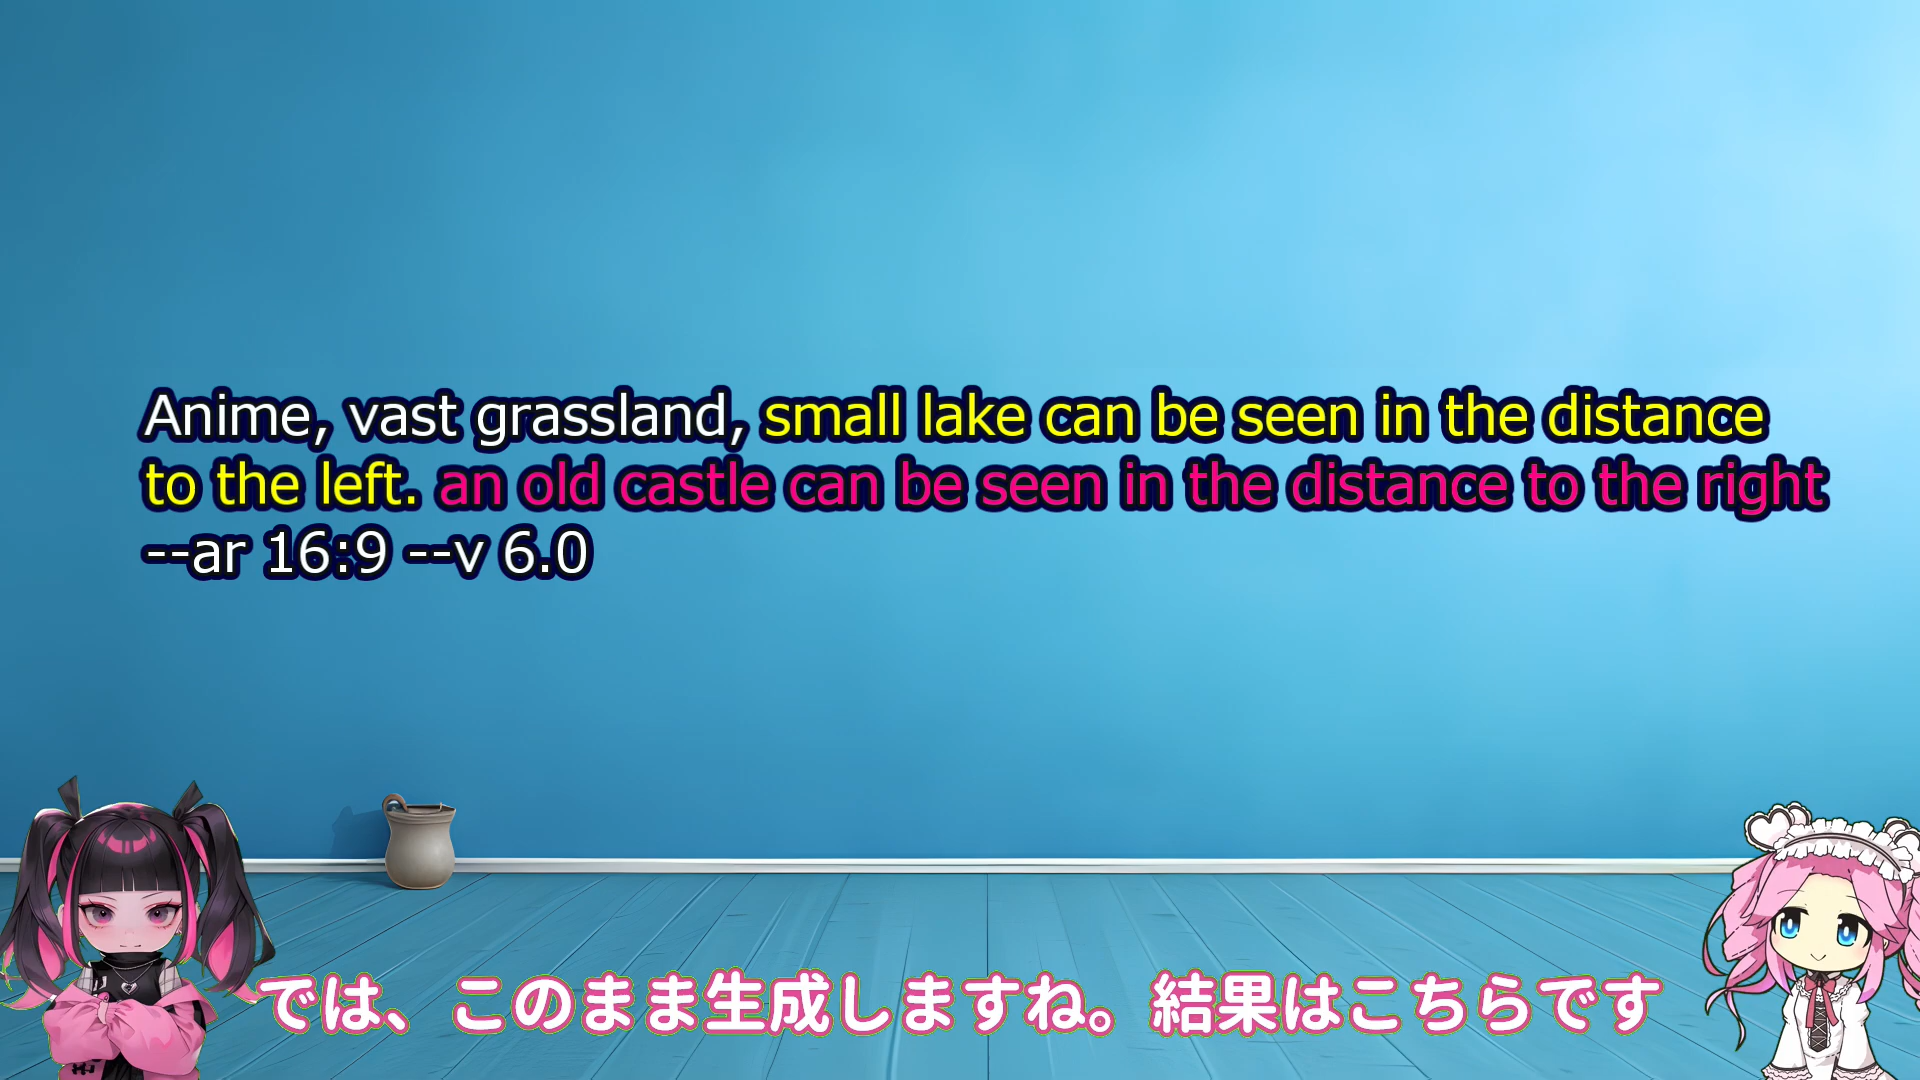 Anime, vast grassland, small lake can be seen in the distance
to the left. an old castle can be seen in the distance to the right
--ar 16:9 --v 6.0
では、このまま生成しますね。結果はこちらです